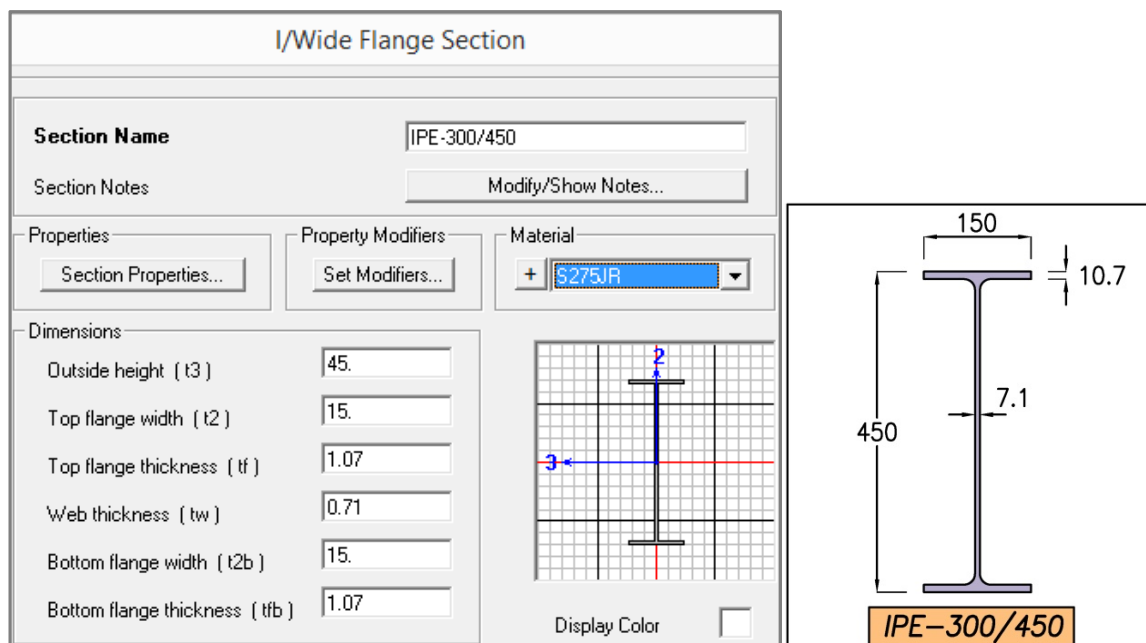 I/Wide Flange Section
Section Name IPE-300/450
Section Notes Modify/Show Notes...
Properties Property Modifiers Material
Section Properties... Set Modifiers... + S275JR
Dimensions
Outside height ( t3 ) 45.
Top flange width ( t2 ) 15.
Top flange thickness ( tf ) 1.07
Web thickness ( tw ) 0.71
Bottom flange width ( t2b ) 15.
Bottom flange thickness ( tfb ) 1.07
2
3
Display Color
150
10.7
7.1
450
IPE-300/450